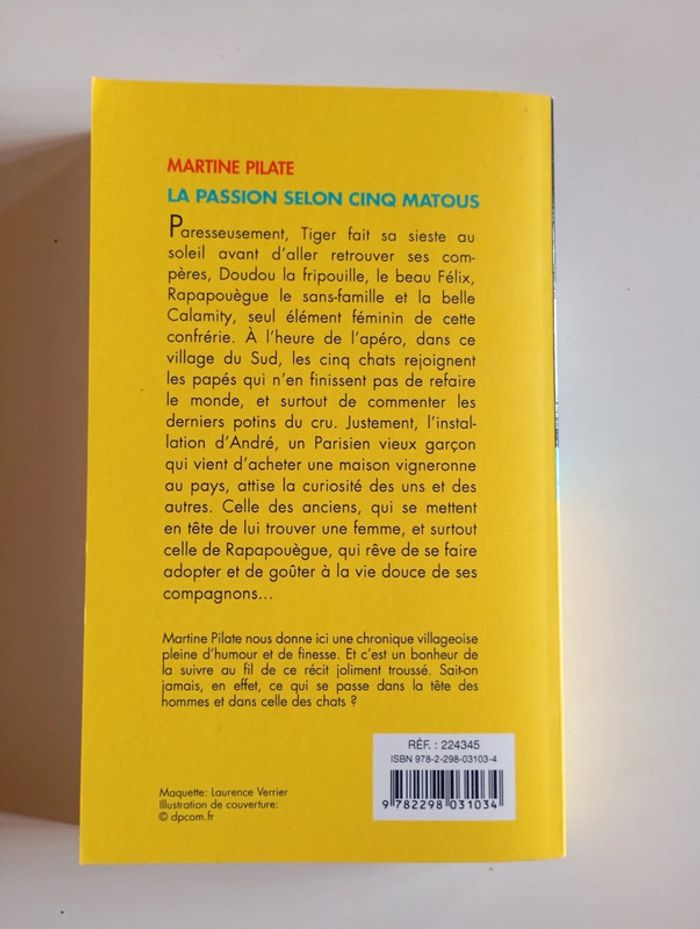 MARTINE PILATE
LA PASSION SELON CINQ MATOUS
Paresseusement, Tiger fait sa sieste au
soleil avant d'aller retrouver ses com-
pères, Doudou la fripouille, le beau Félix,
Rapapouègue le sans-famille et la belle
Calamity, seul élément féminin de cette
confrérie. À l'heure de l'apéro, dans ce
village du Sud, les cinq chats rejoignent
les papés qui n'en finissent pas de refaire
le monde, et surtout de commenter les
derniers potins du cru. Justement, l'instal-
lation d'André, un Parisien vieux garçon
qui vient d'acheter une maison vigneronne
au pays, attise la curiosité des uns et des
autres. Celle des anciens, qui se mettent
en tête de lui trouver une femme, et surtout
celle de Rapapouègue, qui rêve de se faire
adopter et de goûter à la vie douce de ses
compagnons...
Martine Pilate nous donne ici une chronique villageoise
pleine d'humour et de finesse. Et c'est un bonheur de
la suivre au fil de ce récit joliment troussé. Sait-on
jamais, en effet, ce qui se passe dans la tête des
hommes et dans celle des chats ?
RÉF. : 224345
ISBN 978-2-298-03103-4
9 782298 031034
Maquette: Laurence Verrier
Illustration de couverture:
© dpcom.fr